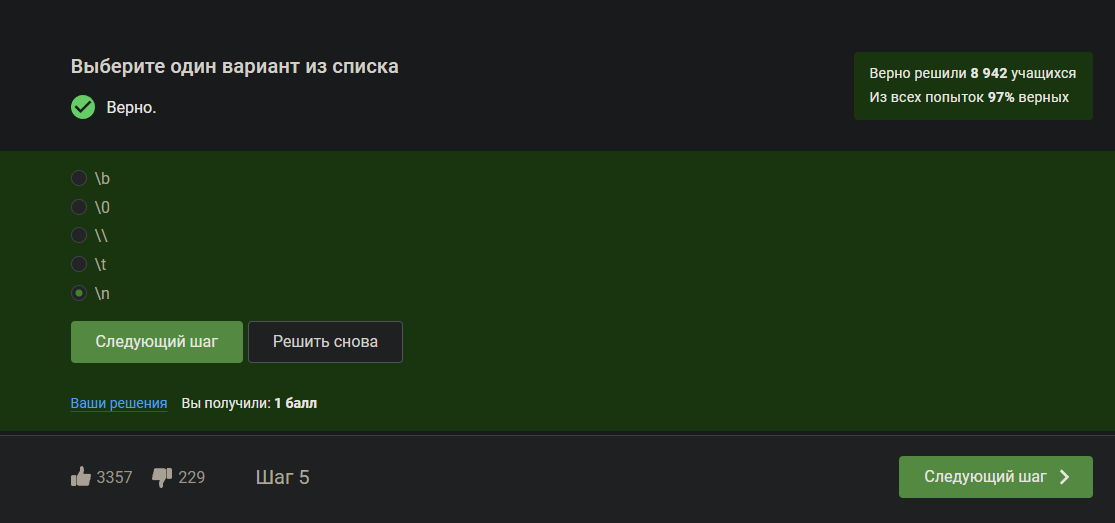 Выберите один вариант из списка
Верно решили 8 942 учащихся
Из всех попыток 97% верных
Верно.
\b
\0
\\
\t
\n
Следующий шаг Решить снова
Ваши решения Вы получили: 1 балл
3357 229 Шаг 5 Следующий шаг